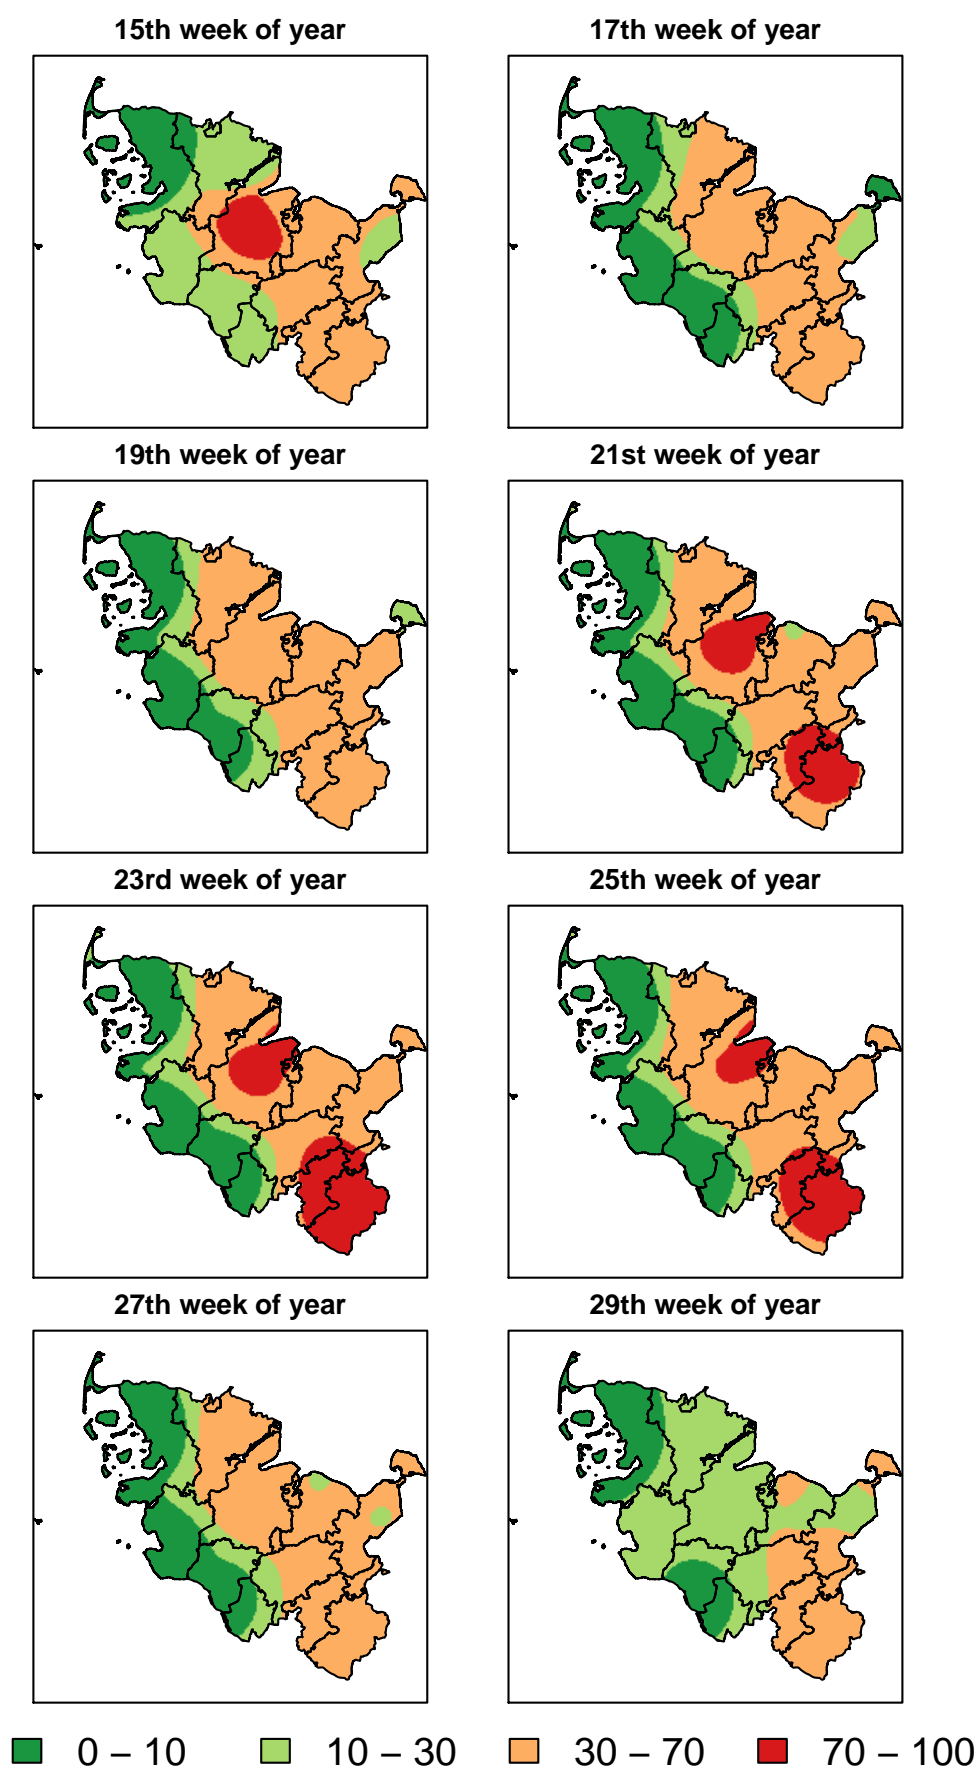 15th week of year 17th week of year
19th week of year 21st week of year
23rd week of year 25th week of year
27th week of year 29th week of year
0 – 10 10 – 30 30 – 70 70 – 100